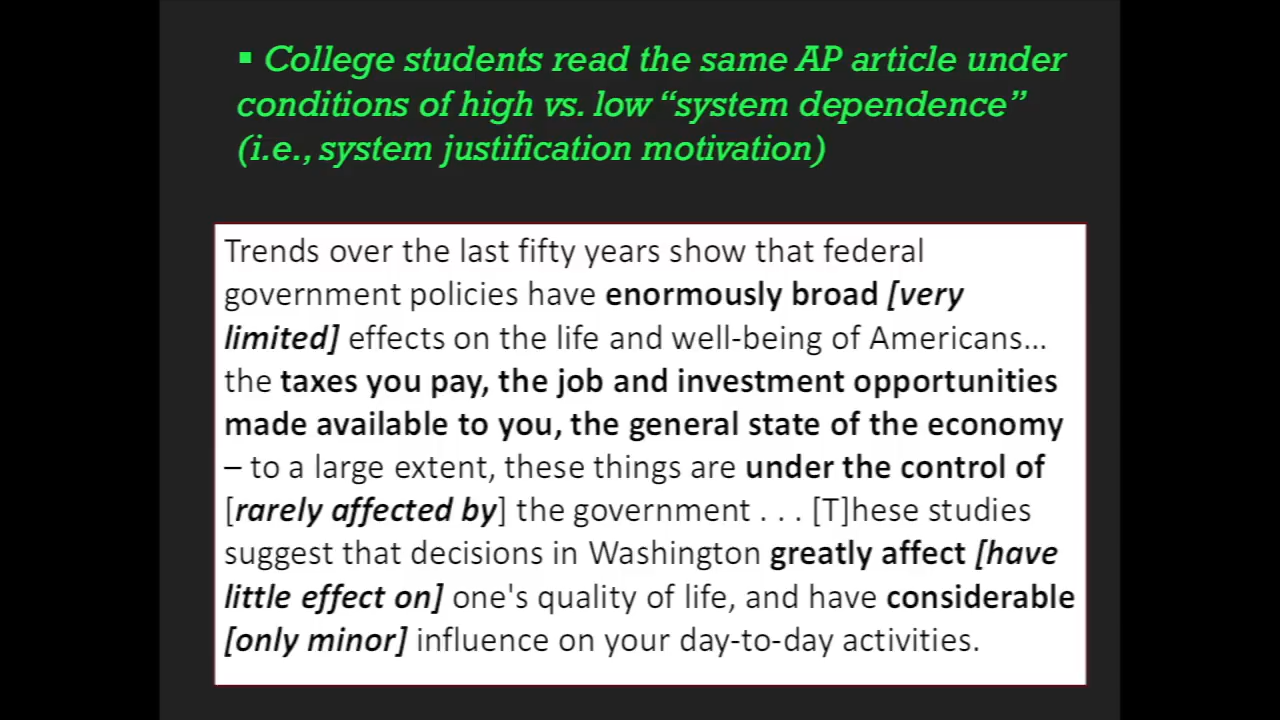 ▪ College students read the same AP article under
conditions of high vs. low “system dependence”
(i.e., system justification motivation)
Trends over the last fifty years show that federal
government policies have enormously broad [very
limited] effects on the life and well-being of Americans...
the taxes you pay, the job and investment opportunities
made available to you, the general state of the economy
– to a large extent, these things are under the control of
[rarely affected by] the government . . . [T]hese studies
suggest that decisions in Washington greatly affect [have
little effect on] one's quality of life, and have considerable
[only minor] influence on your day-to-day activities.